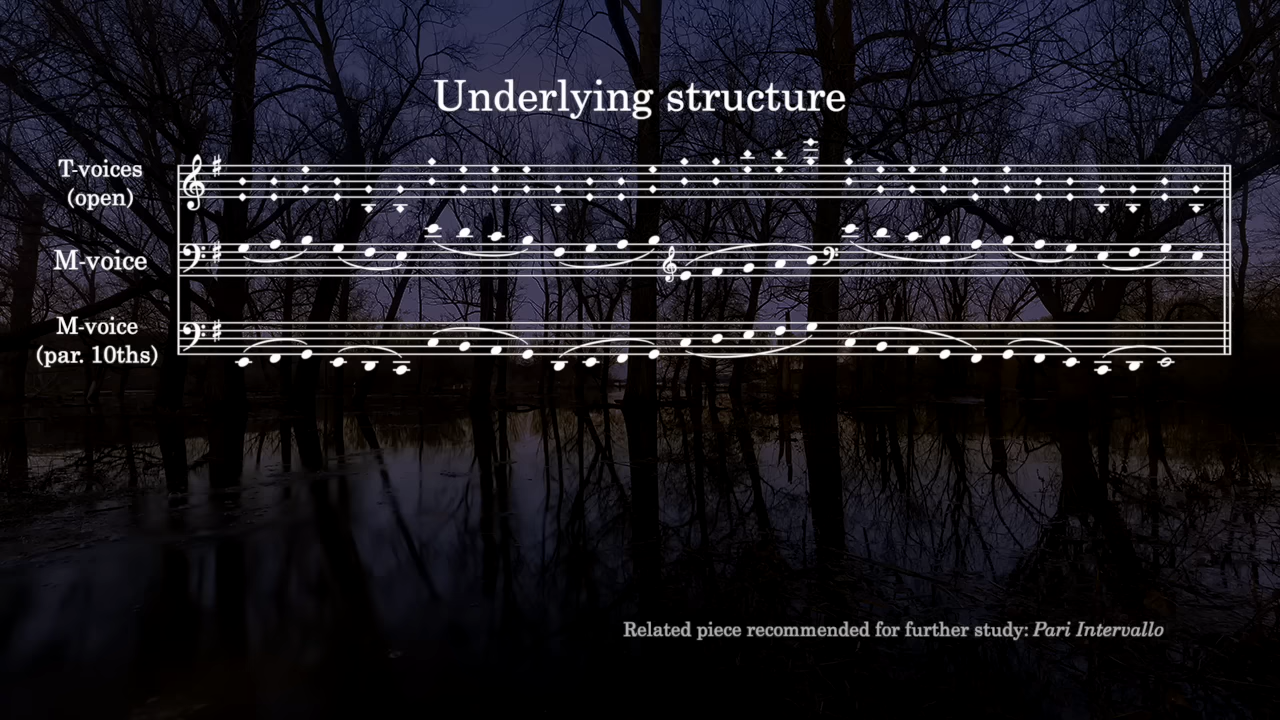 Underlying structure
T-voices
(open)
M-voice
M-voice
(par. 10ths)
Related piece recommended for further study: Pari Intervallo